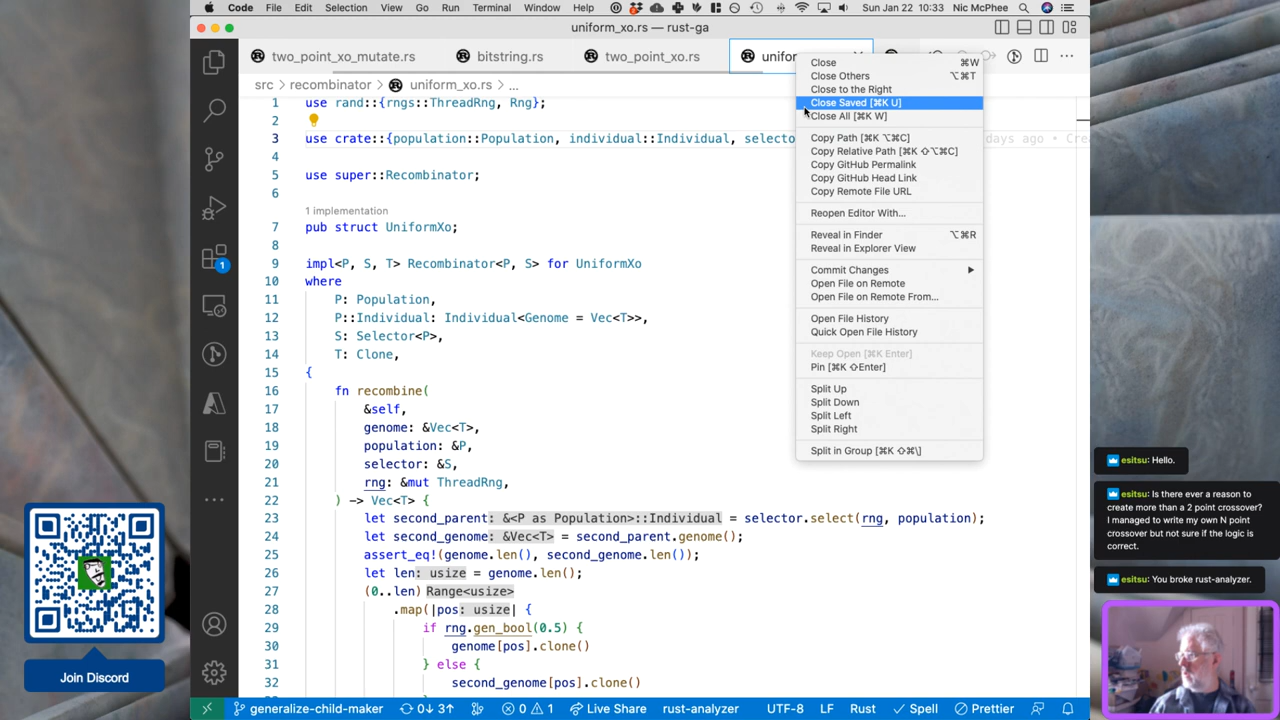 Code File Edit Selection View Go Run Terminal Window Help Sun Jan 22 10:33 Nic McPhee
uniform_xo.rs — rust-ga
two_point_xo_mutate.rs bitstring.rs two_point_xo.rs
src › recombinator › uniform_xo.rs › ...
1 use rand::{rngs::ThreadRng, Rng};
2
3 use crate::{population::Population, individual::Individual, days ago •
4
5 use super::Recombinator;
6
1 implementation
7 pub struct UniformXo;
8
9 impl<P, S, T> Recombinator<P, S> for UniformXo
10 where
11 P: Population,
12 P::Individual: Individual<Genome = Vec<T>>,
13 S: Selector<P>,
14 T: Clone,
15 {
16 fn recombine(
17 &self,
18 genome: &Vec<T>,
19 population: &P,
20 selector: &S,
21 rng: &mut ThreadRng,
22 ) -> Vec<T> {
23 let second_parent: &<P as Population>::Individual = selector.select(rng, population);
24 let second_genome: &Vec<T> = second_parent.genome();
25 assert_eq!(genome.len(), second_genome.len());
26 let len: usize = genome.len();
27 (0..len) Range<usize>
28 .map(|pos: usize| {
29 if rng.gen_bool(0.5) {
30 genome[pos].clone()
31 } else {
32 second_genome[pos].clone()
Close ⌘W
Close Others ⌥⌘T
Close to the Right
Close Saved [⌘K U]
Close All [⌘K W]
Copy Path [⌘K ⌥⌘C]
Copy Relative Path [⌘K ⇧⌥⌘C]
Copy GitHub Permalink
Copy GitHub Head Link
Copy Remote File URL
Reopen Editor With...
Reveal in Finder ⌥⌘R
Reveal in Explorer View
Commit Changes
Open File on Remote
Open File on Remote From...
Open File History
Quick Open File History
Keep Open [⌘K Enter]
Pin [⌘K ⇧Enter]
Split Up
Split Down
Split Left
Split Right
Split in Group [⌘K ⇧⌘\]
1
generalize-child-maker 0↓ 3↑ 0 1 Live Share rust-analyzer UTF-8 LF Rust Spell Prettier
Join Discord
esitsu: Hello.
esitsu: Is there ever a reason to
create more than a 2 point crossover?
I managed to write my own N point
crossover but not sure if the logic is
correct.
esitsu: You broke rust-analyzer.